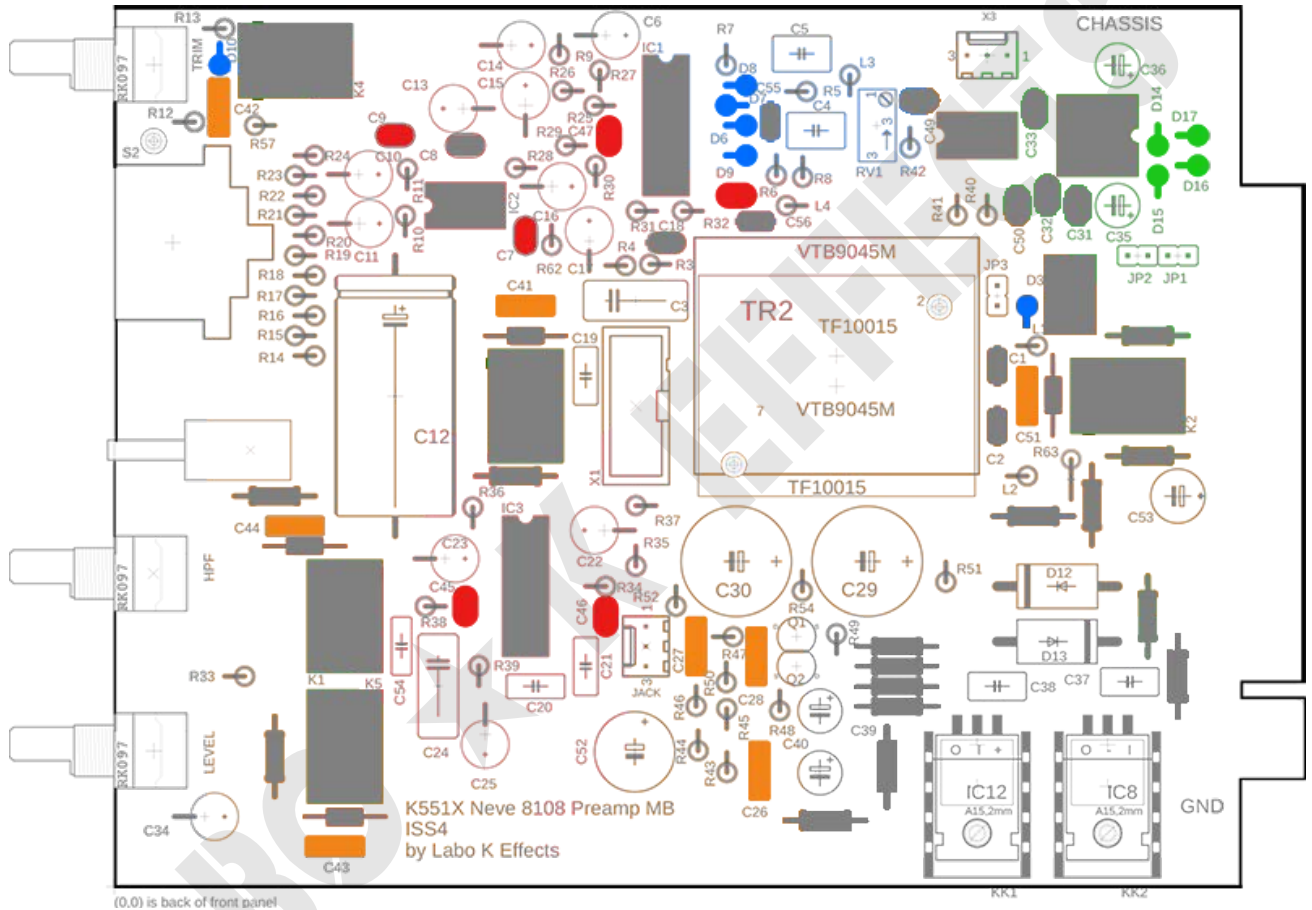 R13
TRIM
D10
K4
RK097
R12
C42
R57
S2
C13
C14
C15
C6
R9
R26
R27
R25
C47
IC1
R7
C5
D8
D7
C55
R5
C4
L3
D6
D9
R6
R8
RV1
1
3
3
R42
C49
X3
3
1
CHASSIS
C36
C33
D14
D17
D16
D15
C9
C10
C8
R11
R24
R23
R22
R21
R20
R19
R18
R17
R16
R15
R14
C11
R10
IC2
R29
R28
R30
C16
C7
R62
C17
R31
R4
C18
R3
R32
L4
C56
R41
R40
C50
C32
C31
C35
JP2
JP1
JP3
D3
VTB9045M
TR2
2
TF10015
7
VTB9045M
TF10015
C41
C3
C19
X1
C12
C1
C2
C51
K2
R63
L2
C53
R36
IC3
R37
R35
C22
C23
C44
HPF
RK097
C45
R38
R34
C46
R52
1
3
JACK
C30
C29
R54
R51
D12
D13
Q1
Q2
R49
R47
C27
C28
R50
R33
K1
K5
C54
R39
C21
C20
C24
C25
R46
R45
R48
R44
R43
C52
C40
C39
C26
C38
C37
RK097
LEVEL
C34
C43
O T +
IC12
A15,2mm
O - I
IC8
A15,2mm
GND
KK1
KK2
K551X Neve 8108 Preamp MB
ISS4
by Labo K Effects
(0,0) is back of front panel